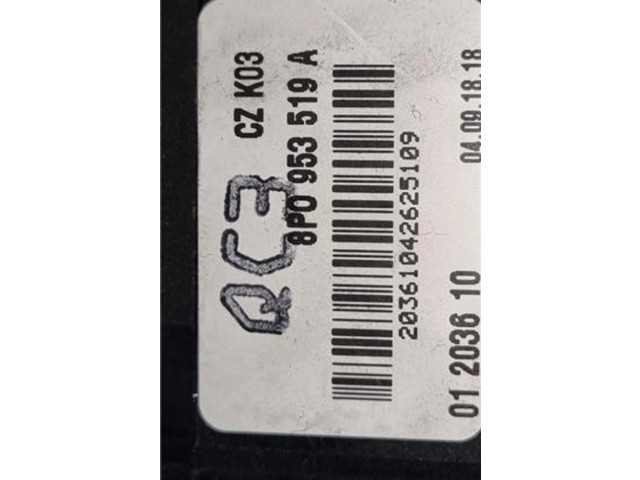 QC3
CZ K03
8P0 953 519 A
20361042625109
04.09.18.18
01 2036 10